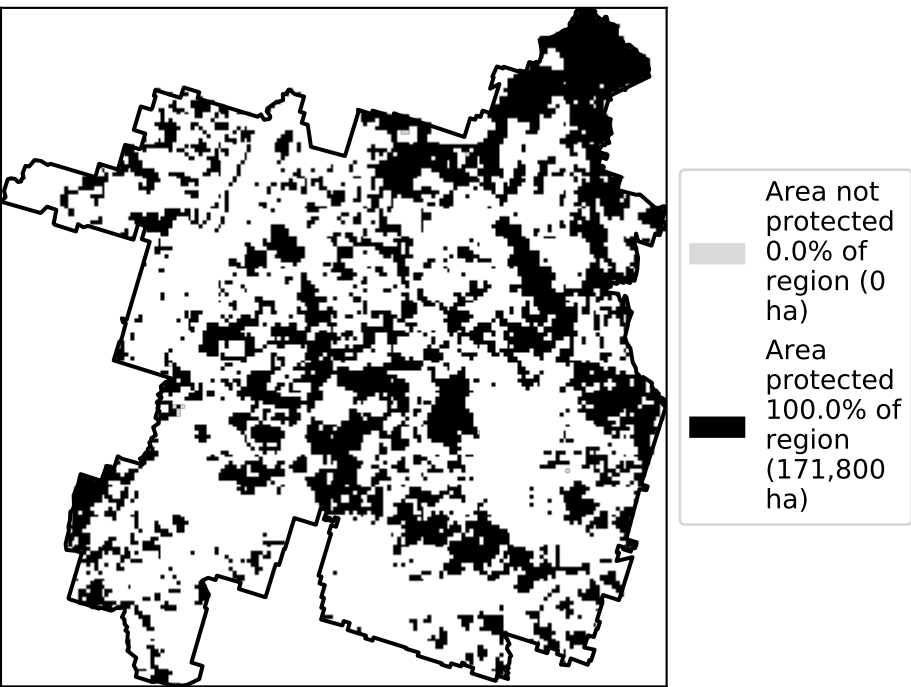 Area not
protected
0.0% of
region (0
ha)
Area
protected
100.0% of
region
(171,800
ha)